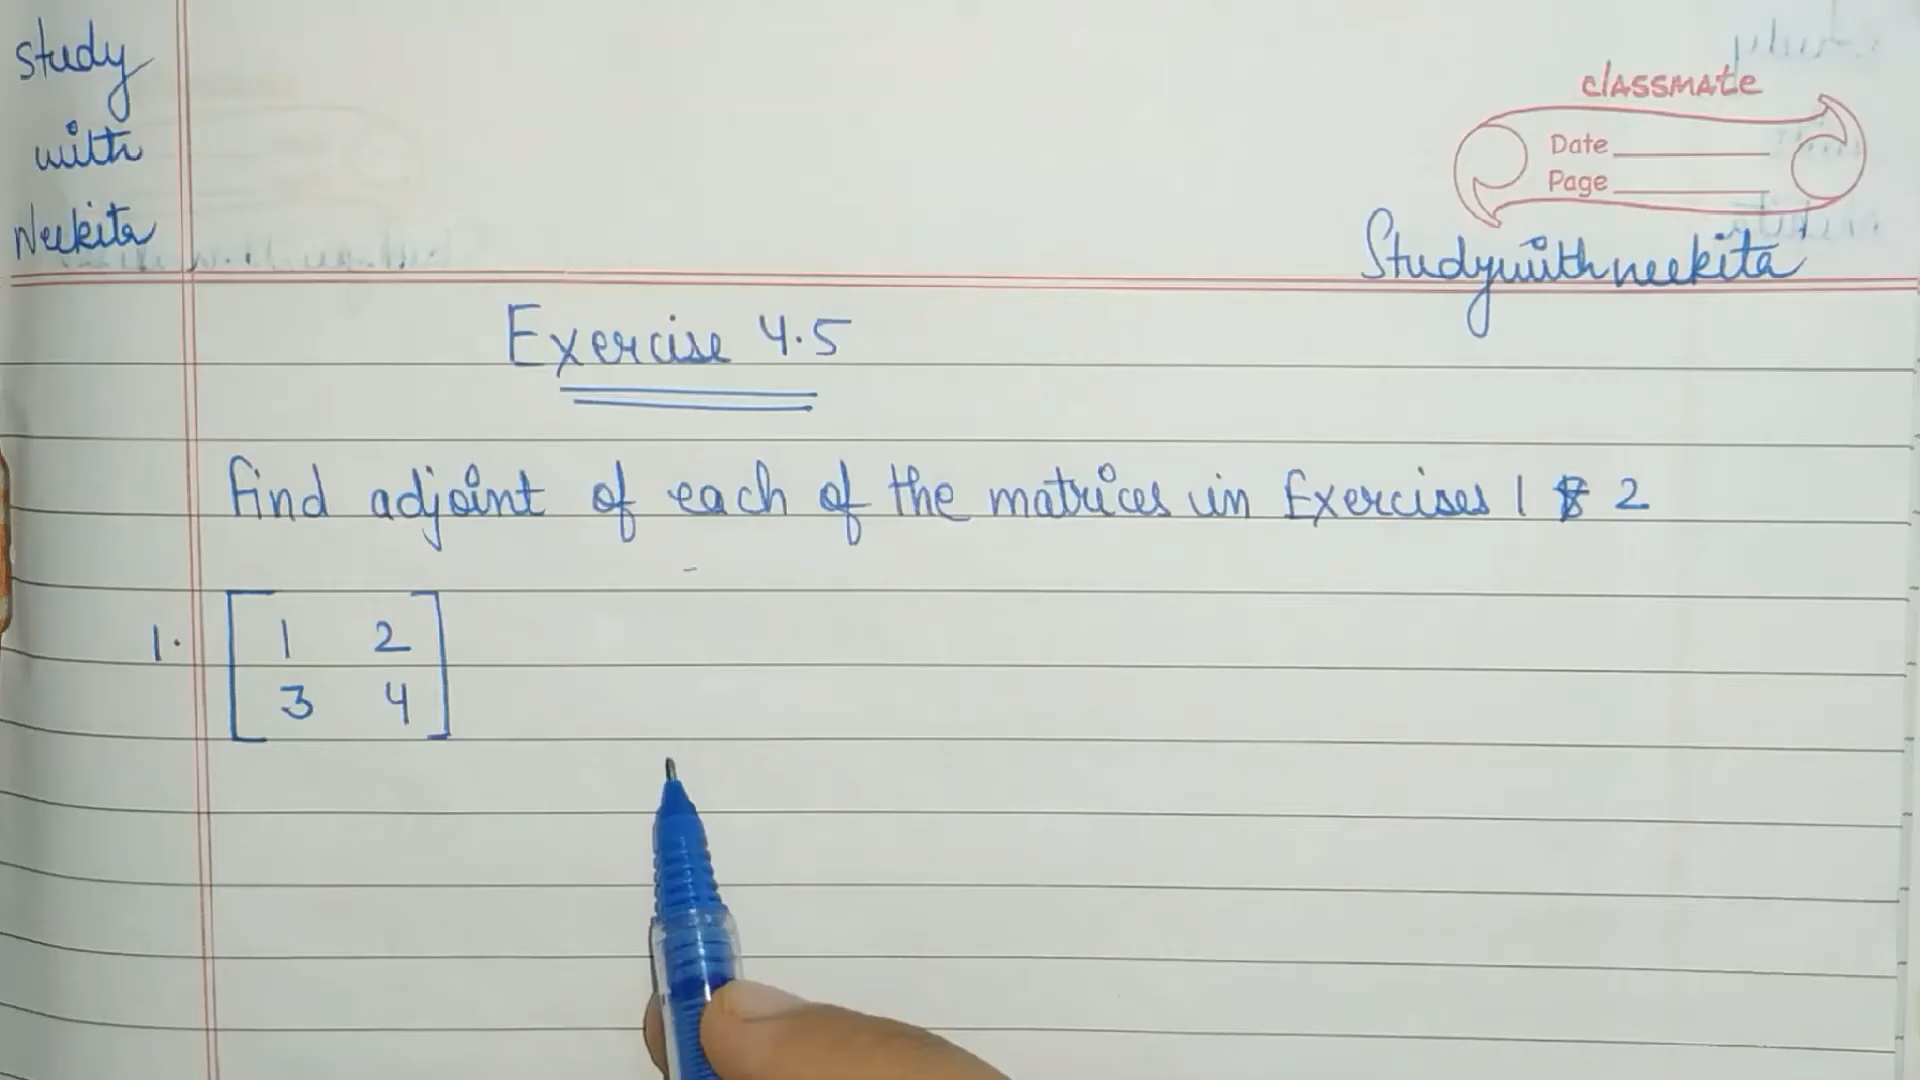 study
with
Neekita
classmate
Date
Page
Studywithneekita
Exercise 4.5
Find adjoint of each of the matrices in Exercises 1 & 2
1. [1 2
3 4]